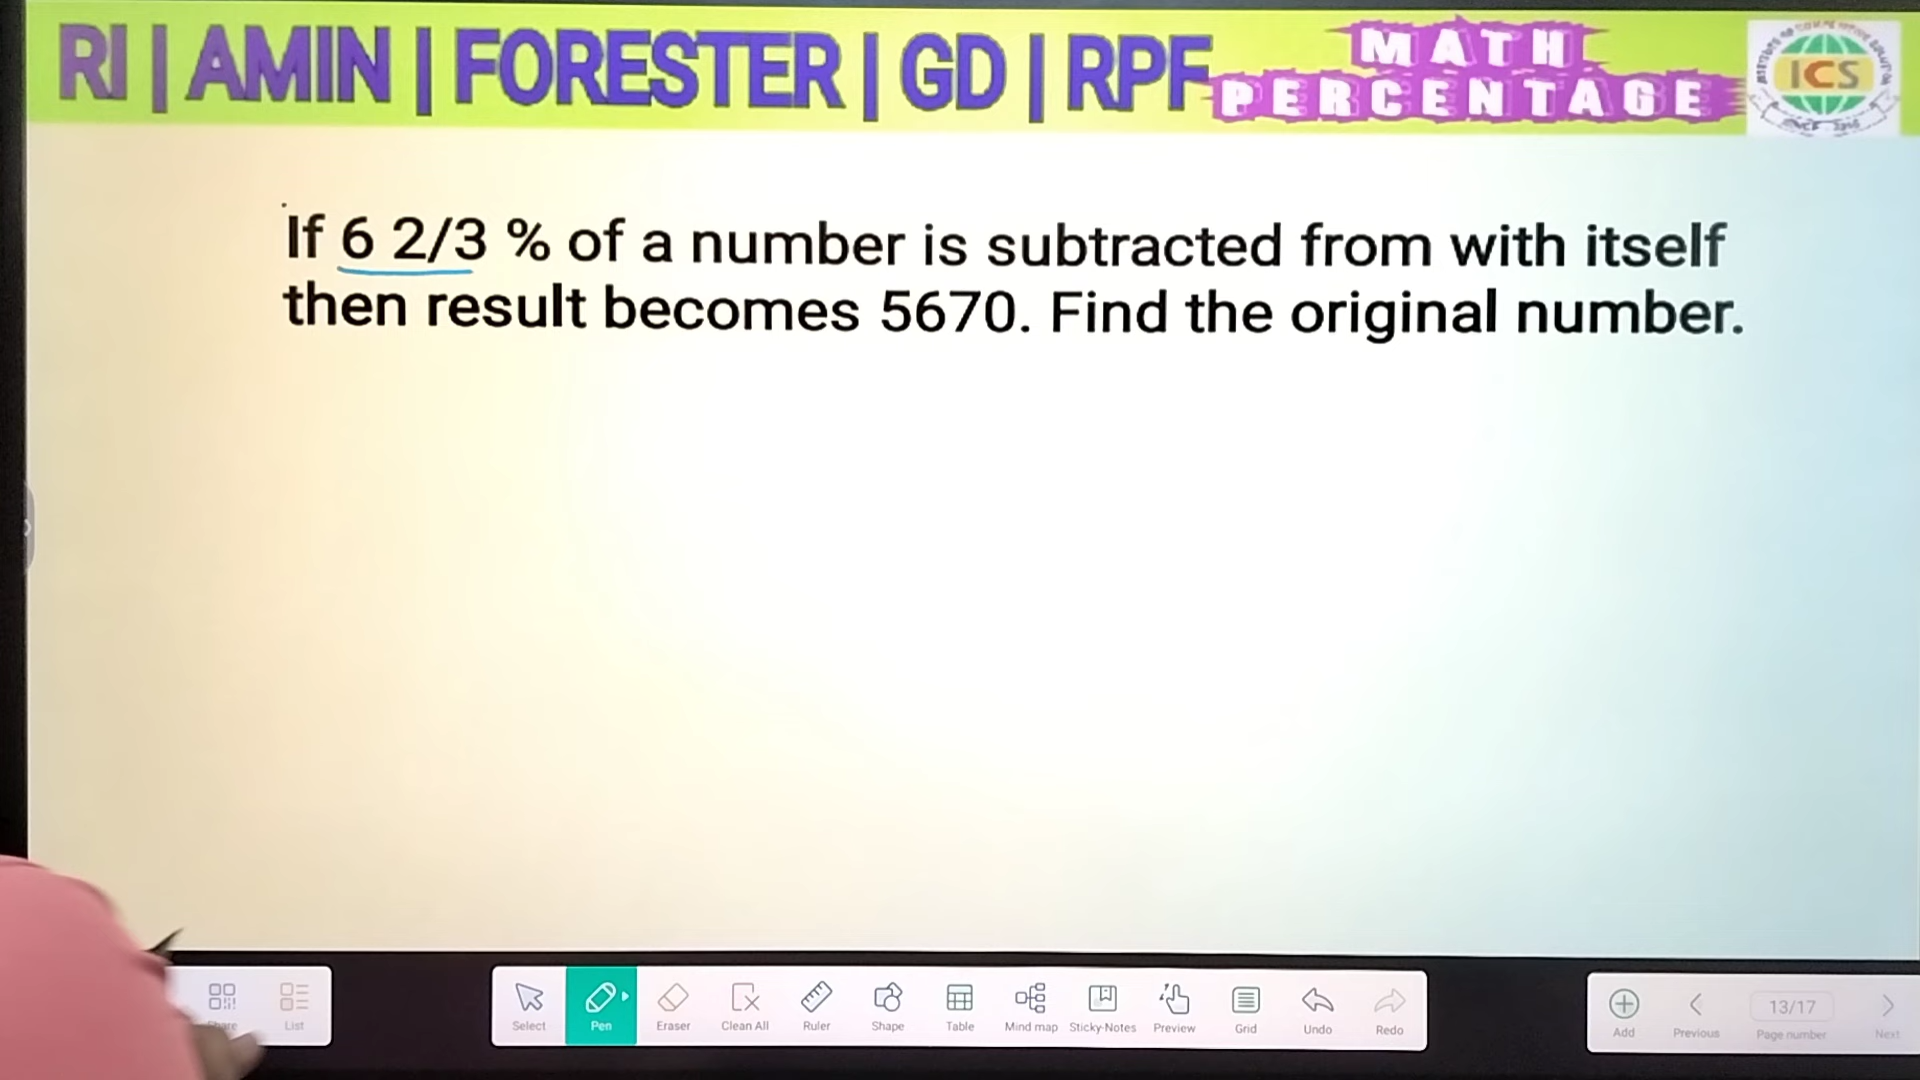 RI | AMIN | FORESTER | GD | RPF
MATH
PERCENTAGE
ICS
If 6 2/3 % of a number is subtracted from with itself
then result becomes 5670. Find the original number.
Share
List
Select
Pen
Eraser
Clean All
Ruler
Shape
Table
Mind map
Sticky-Notes
Preview
Grid
Undo
Redo
Add
Previous
13/17
Page number
Next